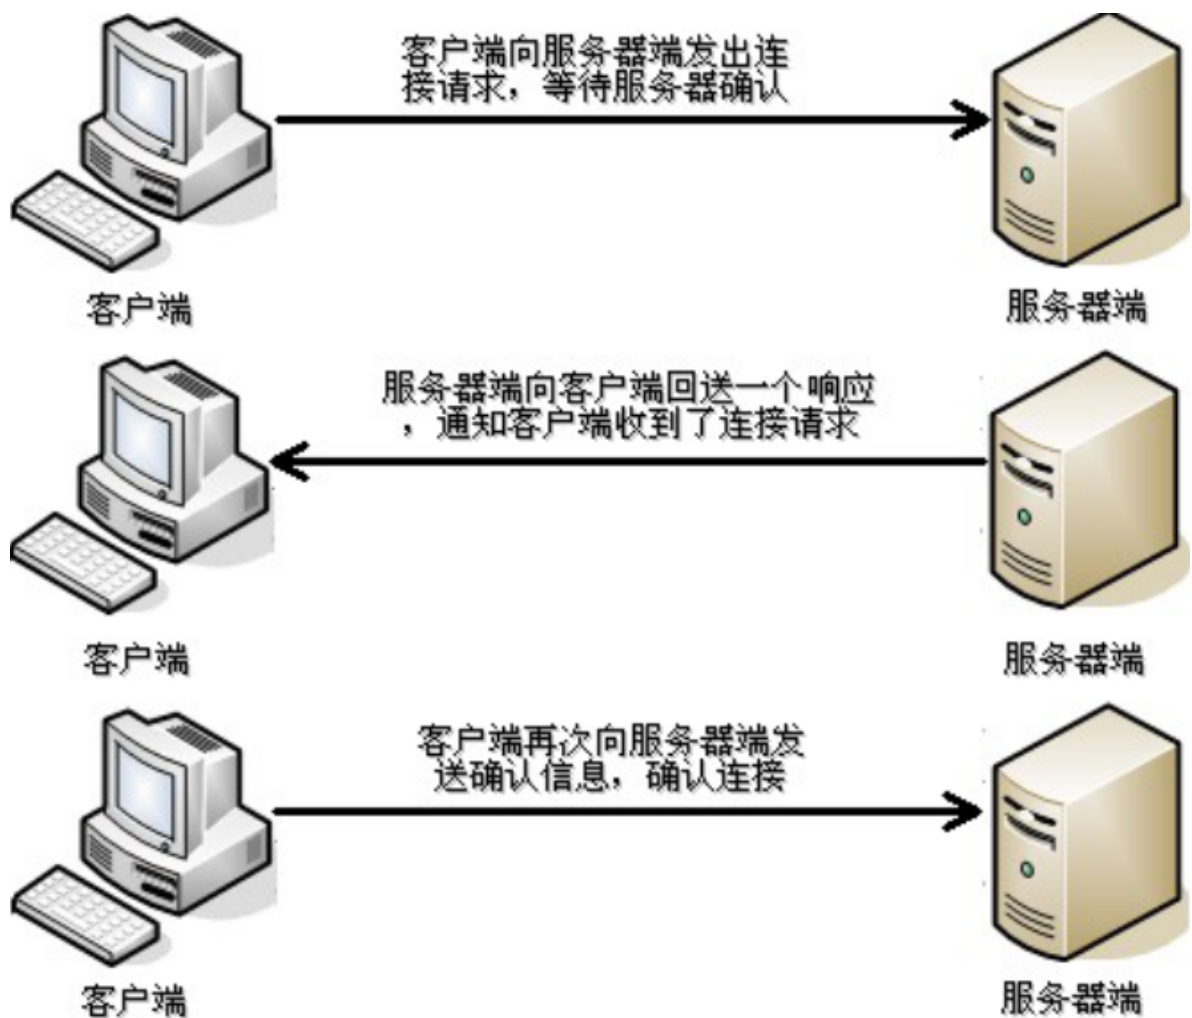 客户端向服务器端发出连
接请求，等待服务器确认
客户端
服务器端
服务器端向客户端回送一个响应
，通知客户端收到了连接请求
客户端
服务器端
客户端再次向服务器端发
送确认信息，确认连接
客户端
服务器端